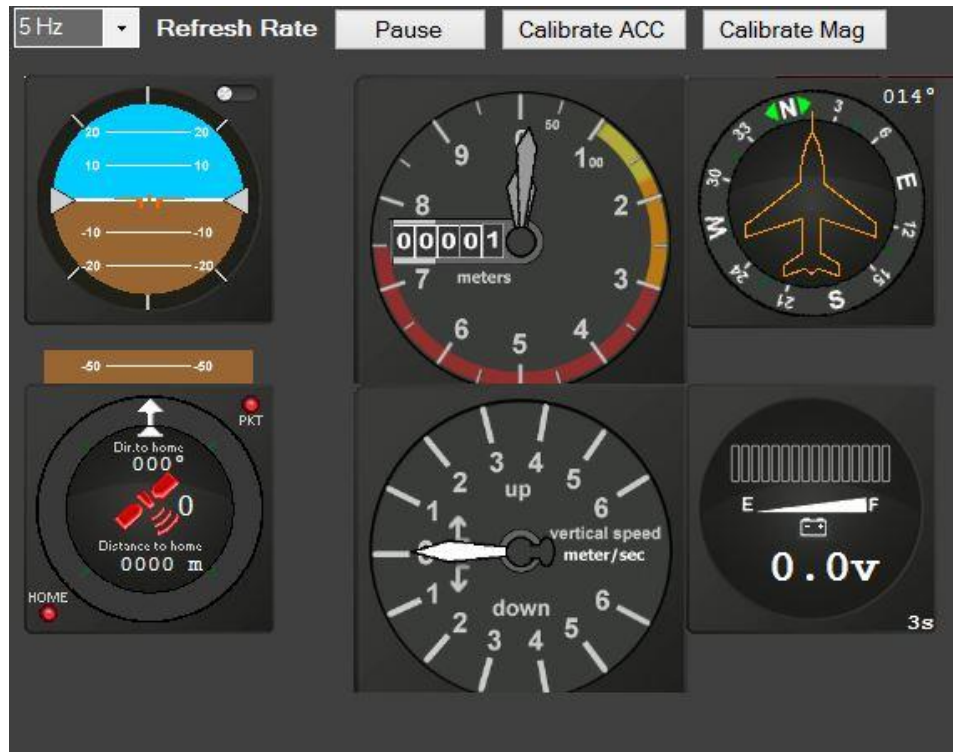 5 Hz Refresh Rate Pause Calibrate ACC Calibrate Mag
20 20
10 10
-10 -10
-20 -20
-50 -50
0 50
1 00
2
3
4
5
6
7
8
9
00001
meters
014°
N 3 6 E 12 15 S 21 24 W 30 33
PKT
Dir.to home
000°
0
Distance to home
0000 m
HOME
1 2 3 4 5 6
up
vertical speed
meter/sec
0
down
1 2 3 4 5 6
E F
0.0v
3s